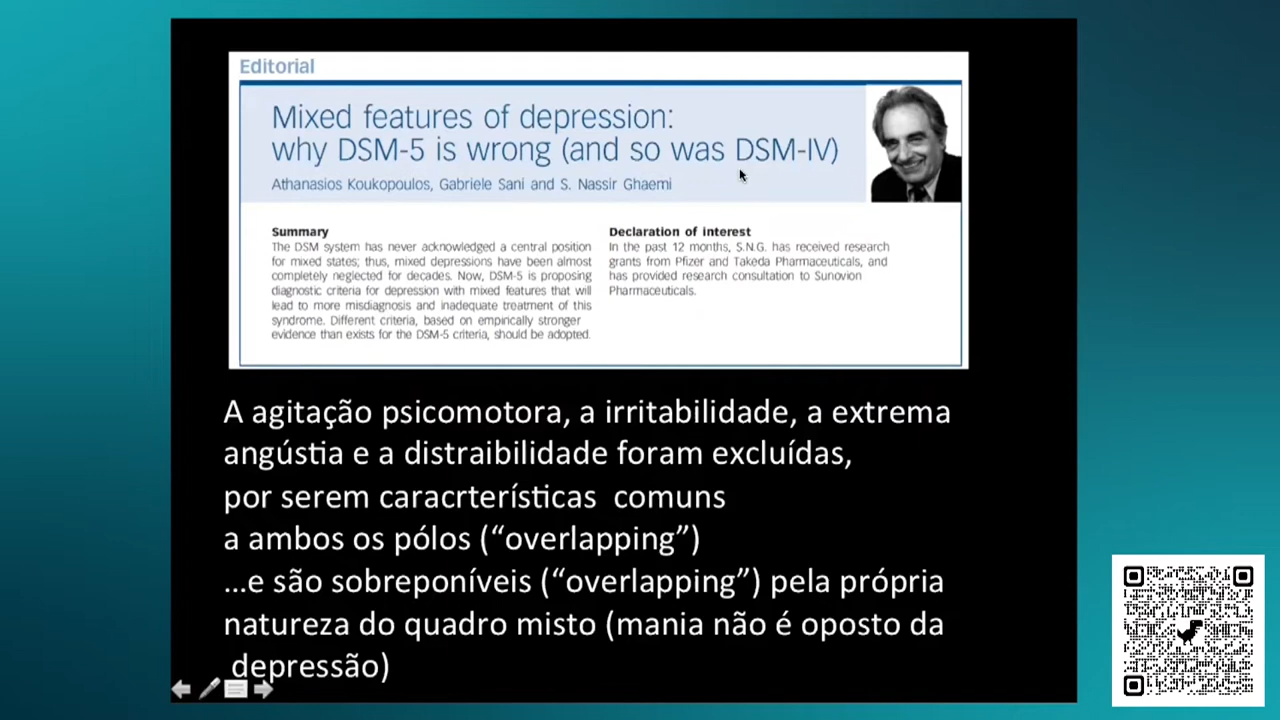 Editorial
Mixed features of depression:
why DSM-5 is wrong (and so was DSM-IV)
Athanasios Koukopoulos, Gabriele Sani and S. Nassir Ghaemi
Summary
The DSM system has never acknowledged a central position
for mixed states; thus, mixed depressions have been almost
completely neglected for decades. Now, DSM-5 is proposing
diagnostic criteria for depression with mixed features that will
lead to more misdiagnosis and inadequate treatment of this
syndrome. Different criteria, based on empirically stronger
evidence than exists for the DSM-5 criteria, should be adopted.
Declaration of interest
In the past 12 months, S.N.G. has received research
grants from Pfizer and Takeda Pharmaceuticals, and
has provided research consultation to Sunovion
Pharmaceuticals.
A agitação psicomotora, a irritabilidade, a extrema
angústia e a distraibilidade foram excluídas,
por serem caracrterísticas comuns
a ambos os pólos (“overlapping”)
...e são sobreponíveis (“overlapping”) pela própria
natureza do quadro misto (mania não é oposto da
depressão)